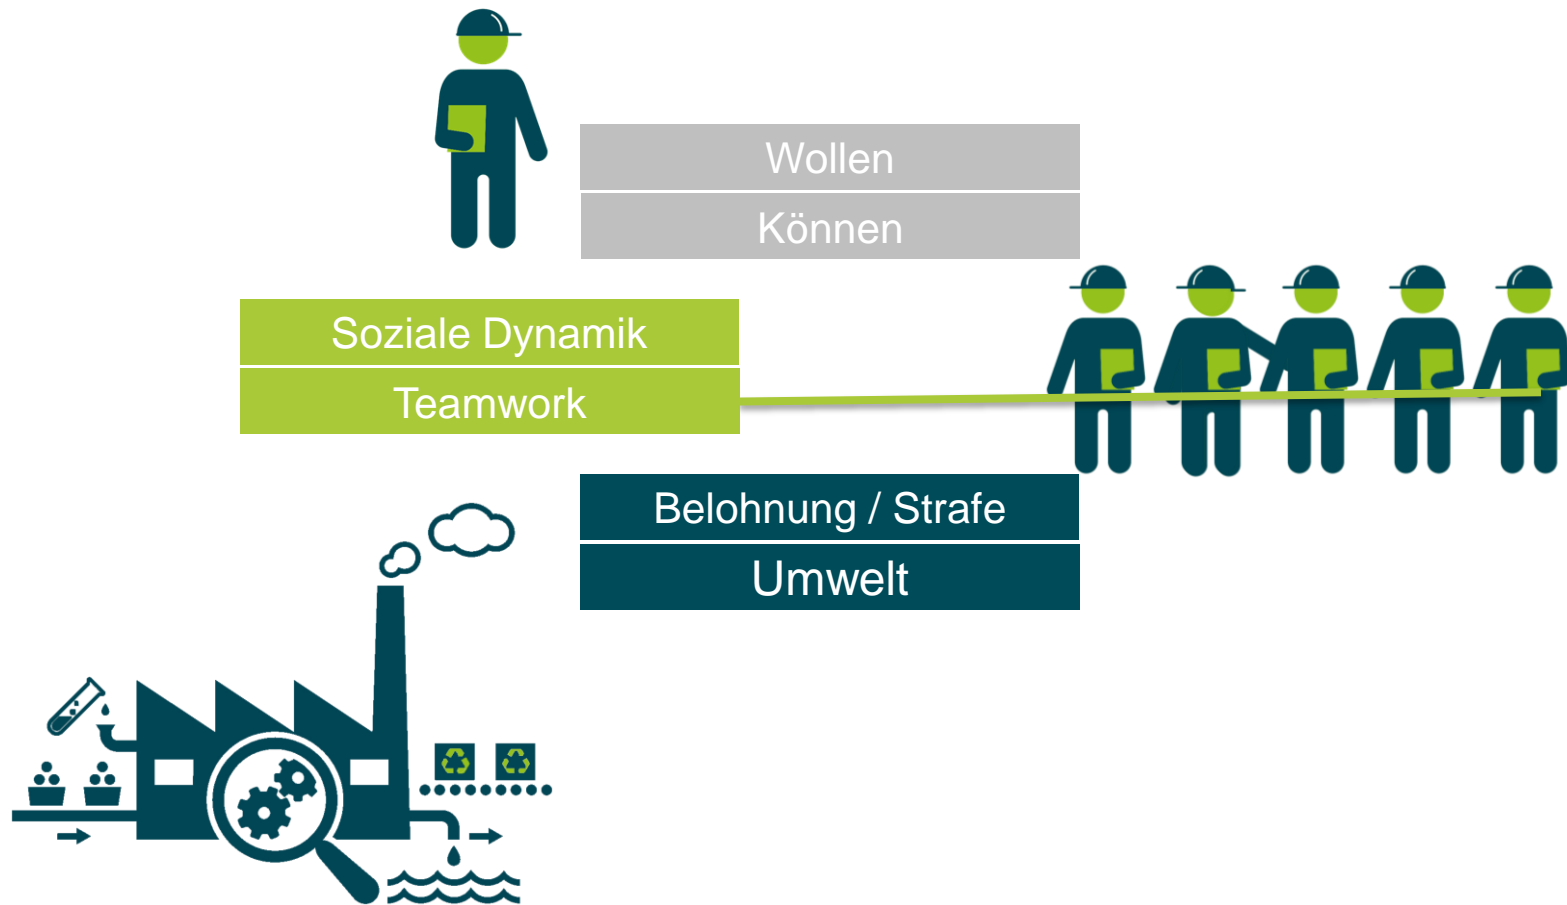 Wollen
Können
Soziale Dynamik
Teamwork
Belohnung / Strafe
Umwelt